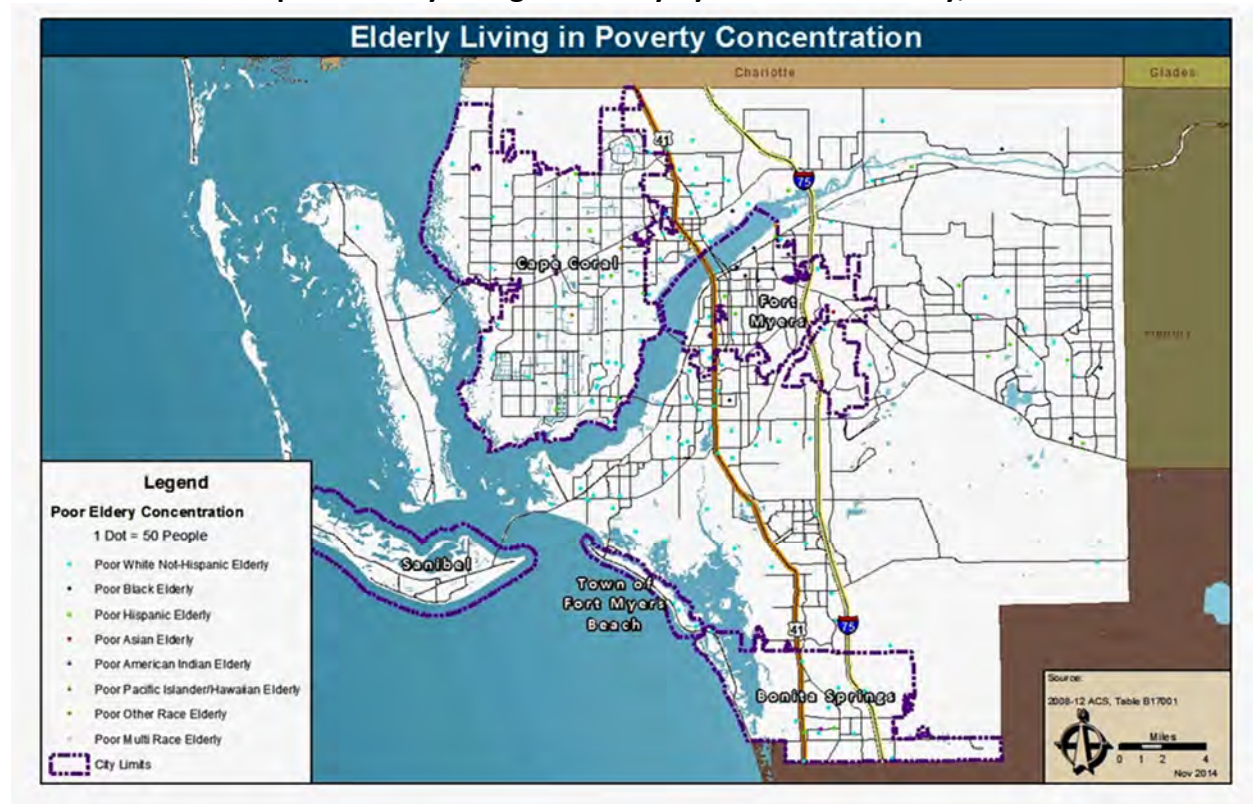 Elderly Living in Poverty Concentration
Charlotte
Glades
41
75
Cape Coral
Fort
Myers
Legend
Poor Eldery Concentration
1 Dot = 50 People
Poor White Not-Hispanic Elderly
Poor Black Elderly
Poor Hispanic Elderly
Poor Asian Elderly
Poor American Indian Elderly
Poor Pacific Islander/Hawaiian Elderly
Poor Other Race Elderly
Poor Multi Race Elderly
City Limits
Sanibel
Town of
Fort Myers
Beach
41
75
Bonita Springs
Source:
2008-12 ACS, Table B17001
Miles
0 1 2 4
Nov 2014